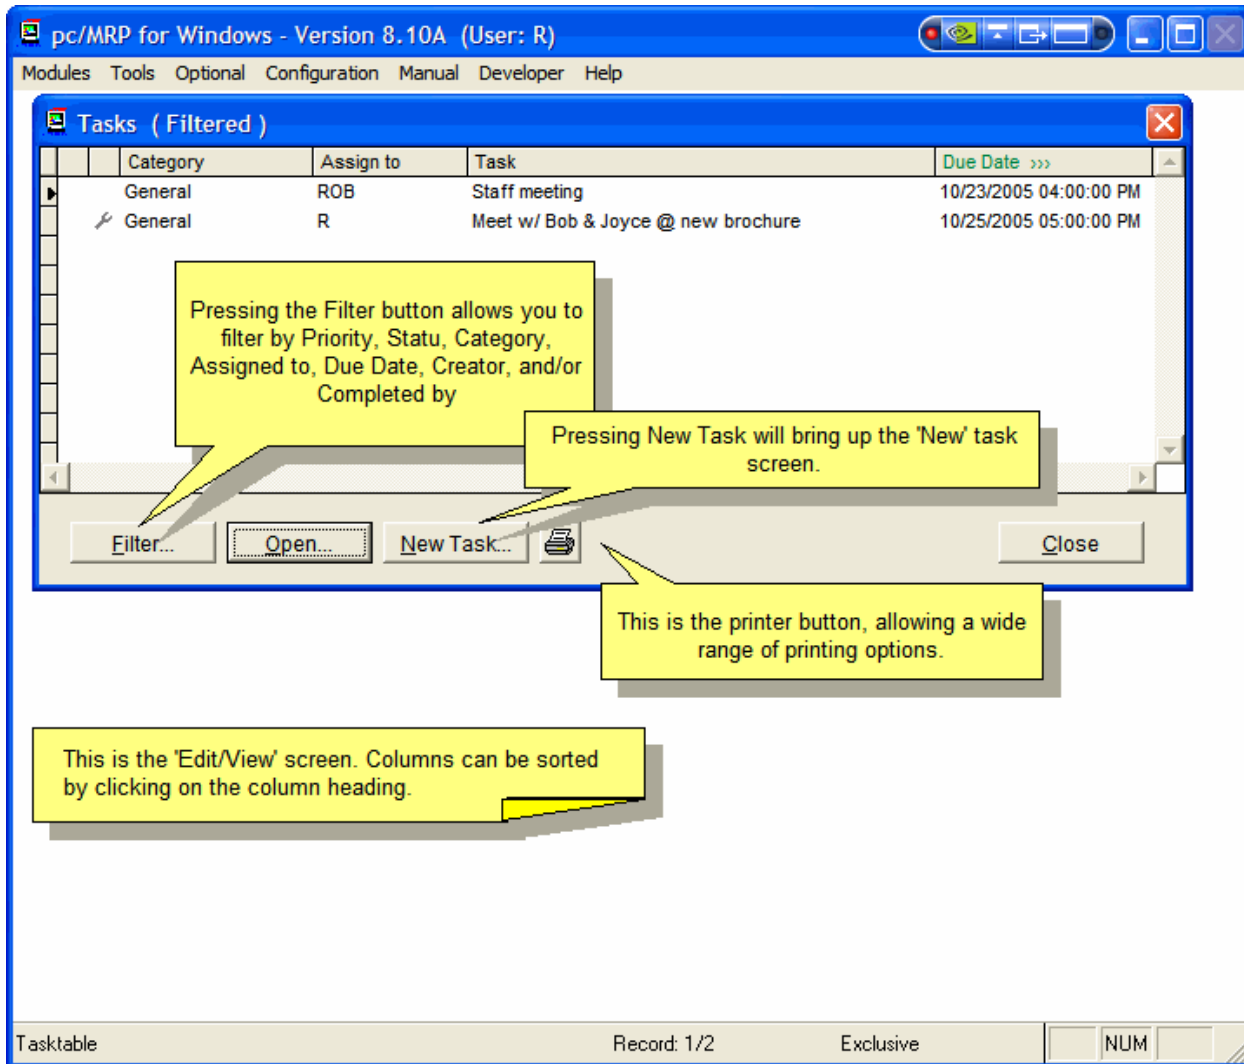 pc/MRP for Windows - Version 8.10A (User: R)
Modules Tools Optional Configuration Manual Developer Help
Tasks ( Filtered )
Category Assign to Task Due Date >>>
General ROB Staff meeting 10/23/2005 04:00:00 PM
General R Meet w/ Bob & Joyce @ new brochure 10/25/2005 05:00:00 PM
Pressing the Filter button allows you to
filter by Priority, Statu, Category,
Assigned to, Due Date, Creator, and/or
Completed by
Pressing New Task will bring up the 'New' task
screen.
Filter... Open... New Task... Close
This is the printer button, allowing a wide
range of printing options.
This is the 'Edit/View' screen. Columns can be sorted
by clicking on the column heading.
Tasktable Record: 1/2 Exclusive NUM